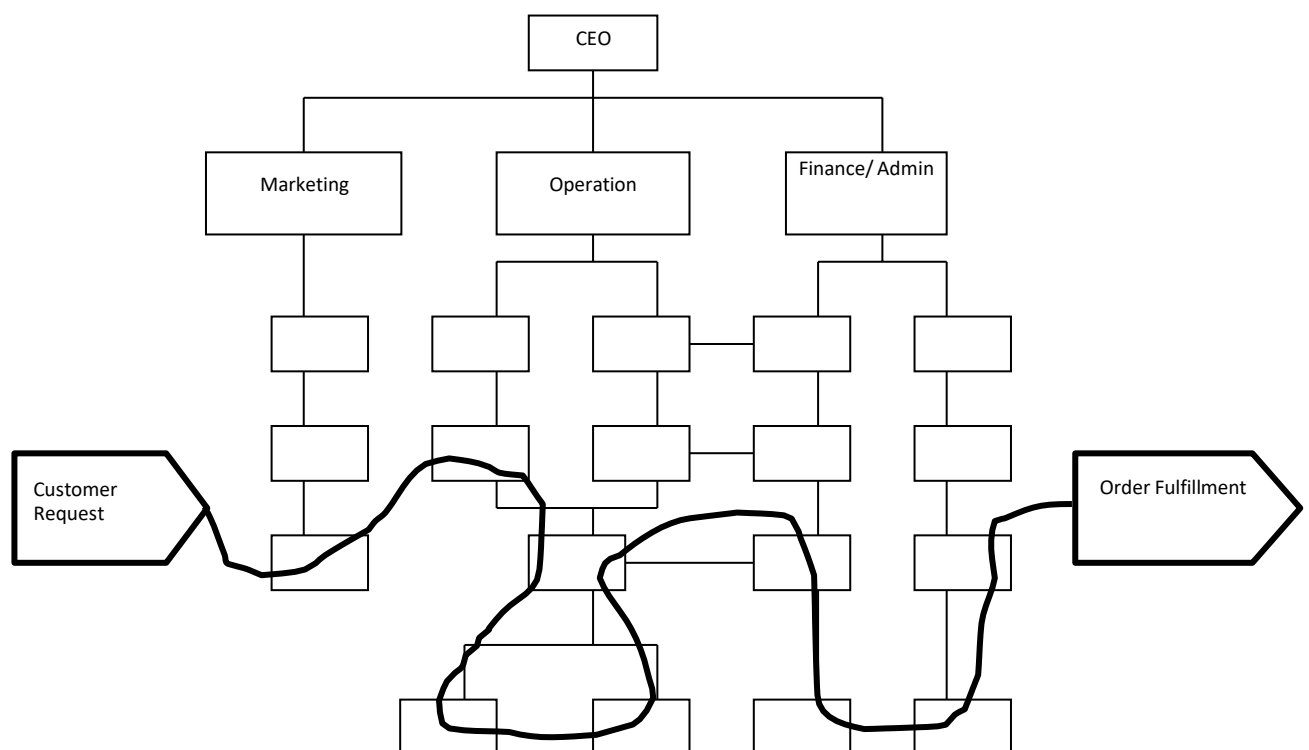 CEO
Marketing
Operation
Finance/ Admin
Customer
Request
Order Fulfillment